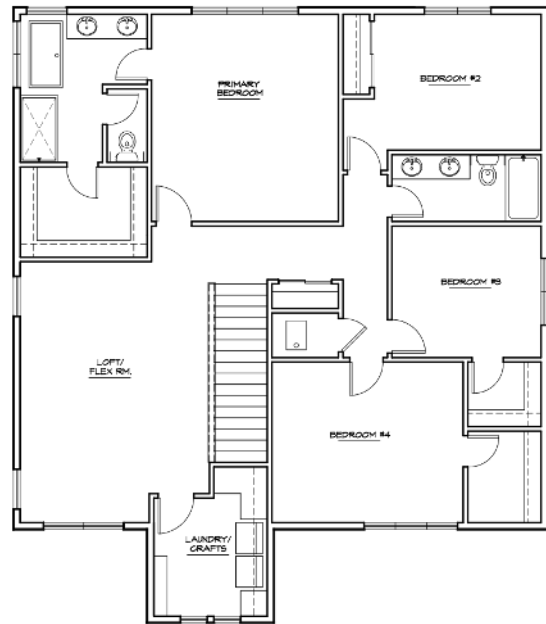 PRIMARY
BEDROOM
BEDROOM #2
BEDROOM #3
LOFT/
FLEX RM.
BEDROOM #4
LAUNDRY/
CRAFTS